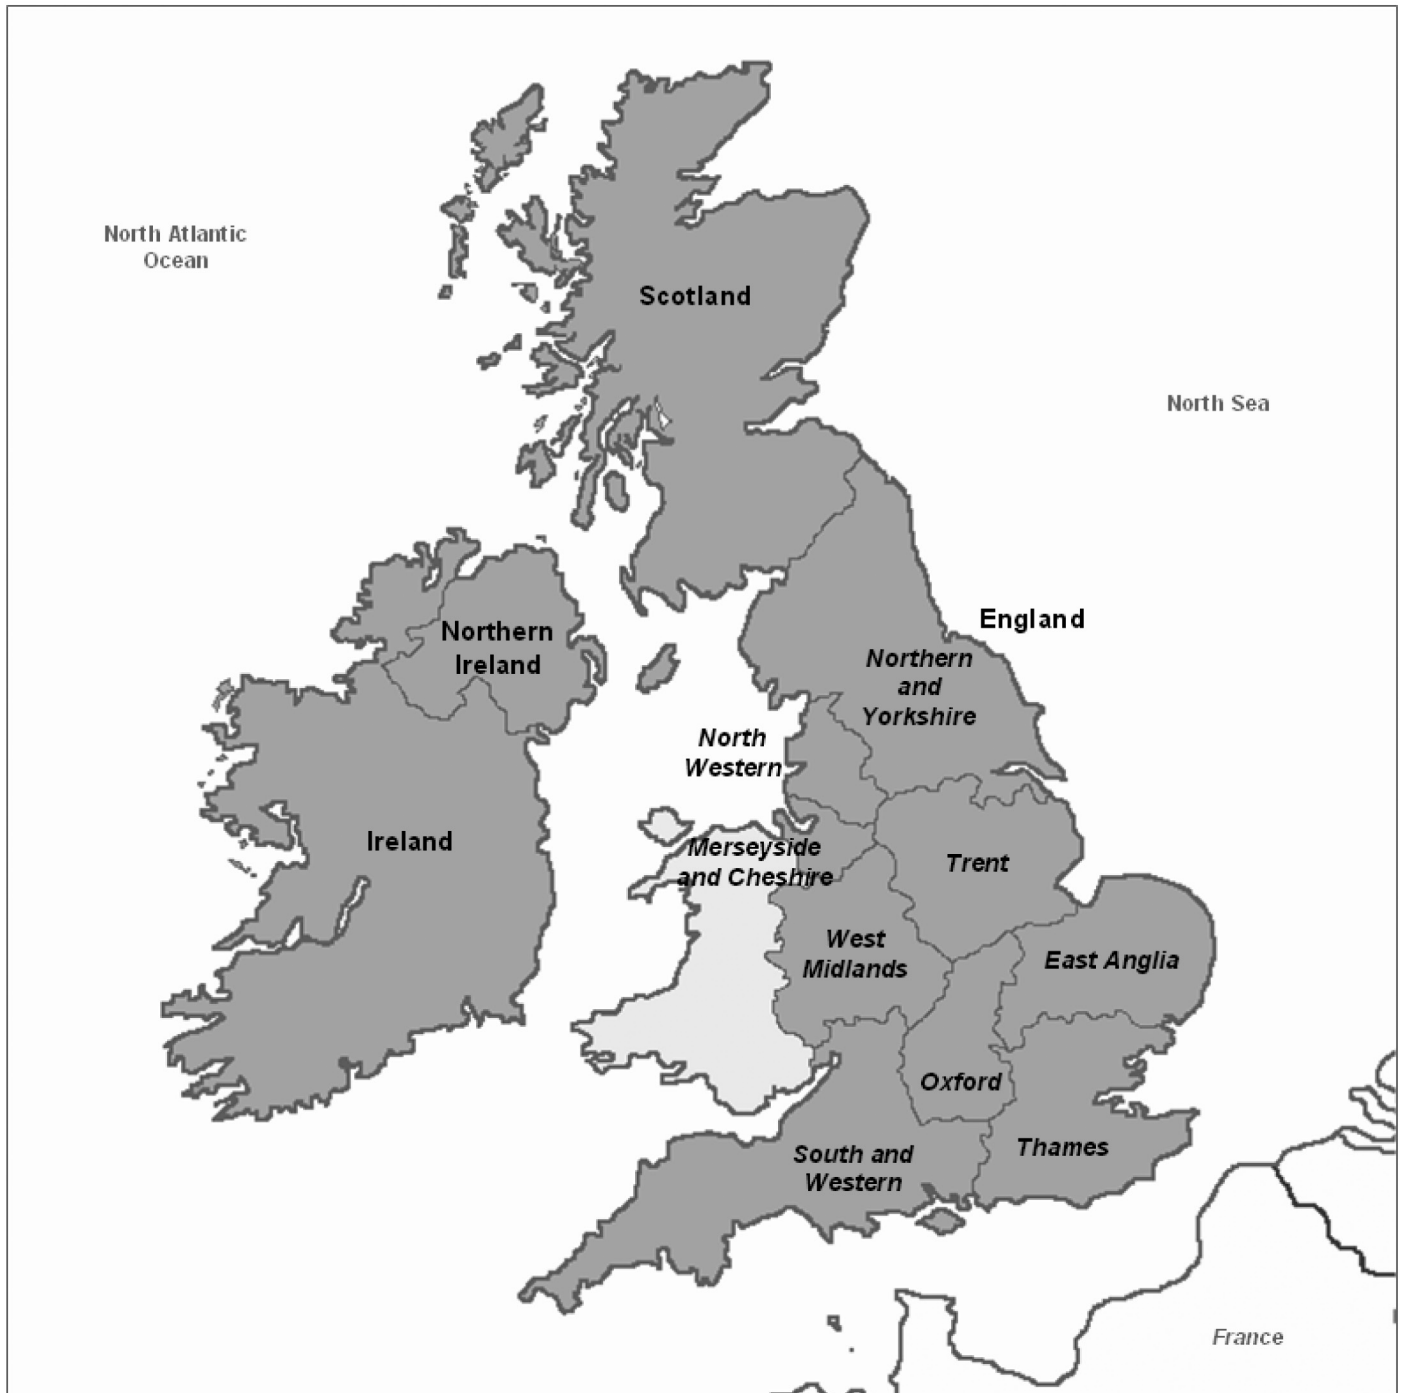 North Atlantic
Ocean
Scotland
North Sea
England
Northern
Ireland
Northern
and
Yorkshire
North
Western
Ireland
Merseyside
and Cheshire
Trent
West
Midlands
East Anglia
Oxford
South and
Western
Thames
France